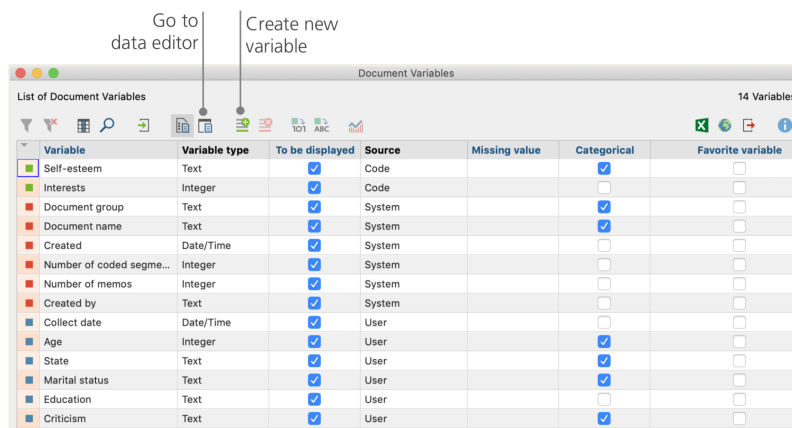 Go to
data editor
Create new
variable
Document Variables
List of Document Variables 14 Variables
101 ABC
Variable Variable type To be displayed Source Missing value Categorical Favorite variable
Self-esteem Text Code
Interests Integer Code
Document group Text System
Document name Text System
Created Date/Time System
Number of coded segme... Integer System
Number of memos Integer System
Created by Text System
Collect date Date/Time User
Age Integer User
State Text User
Marital status Text User
Education Text User
Criticism Text User